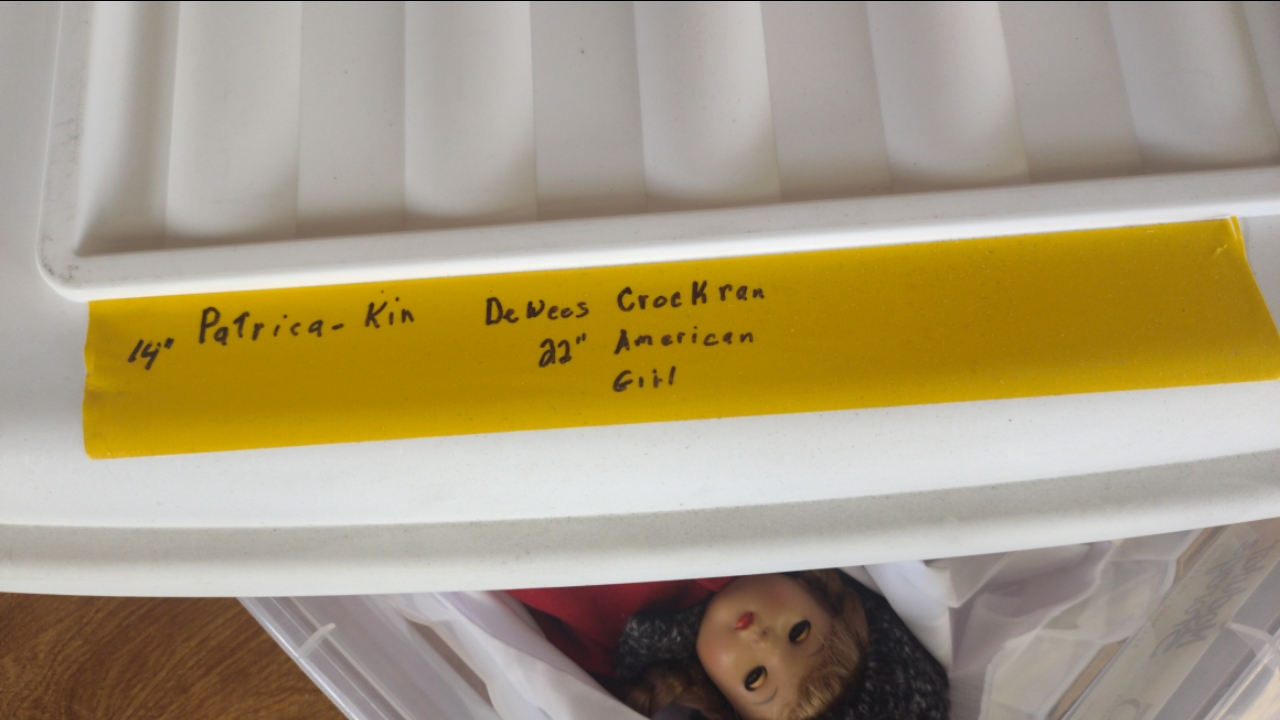 14" Patrica- Kin
DeWees Crockran
22" American
Girl